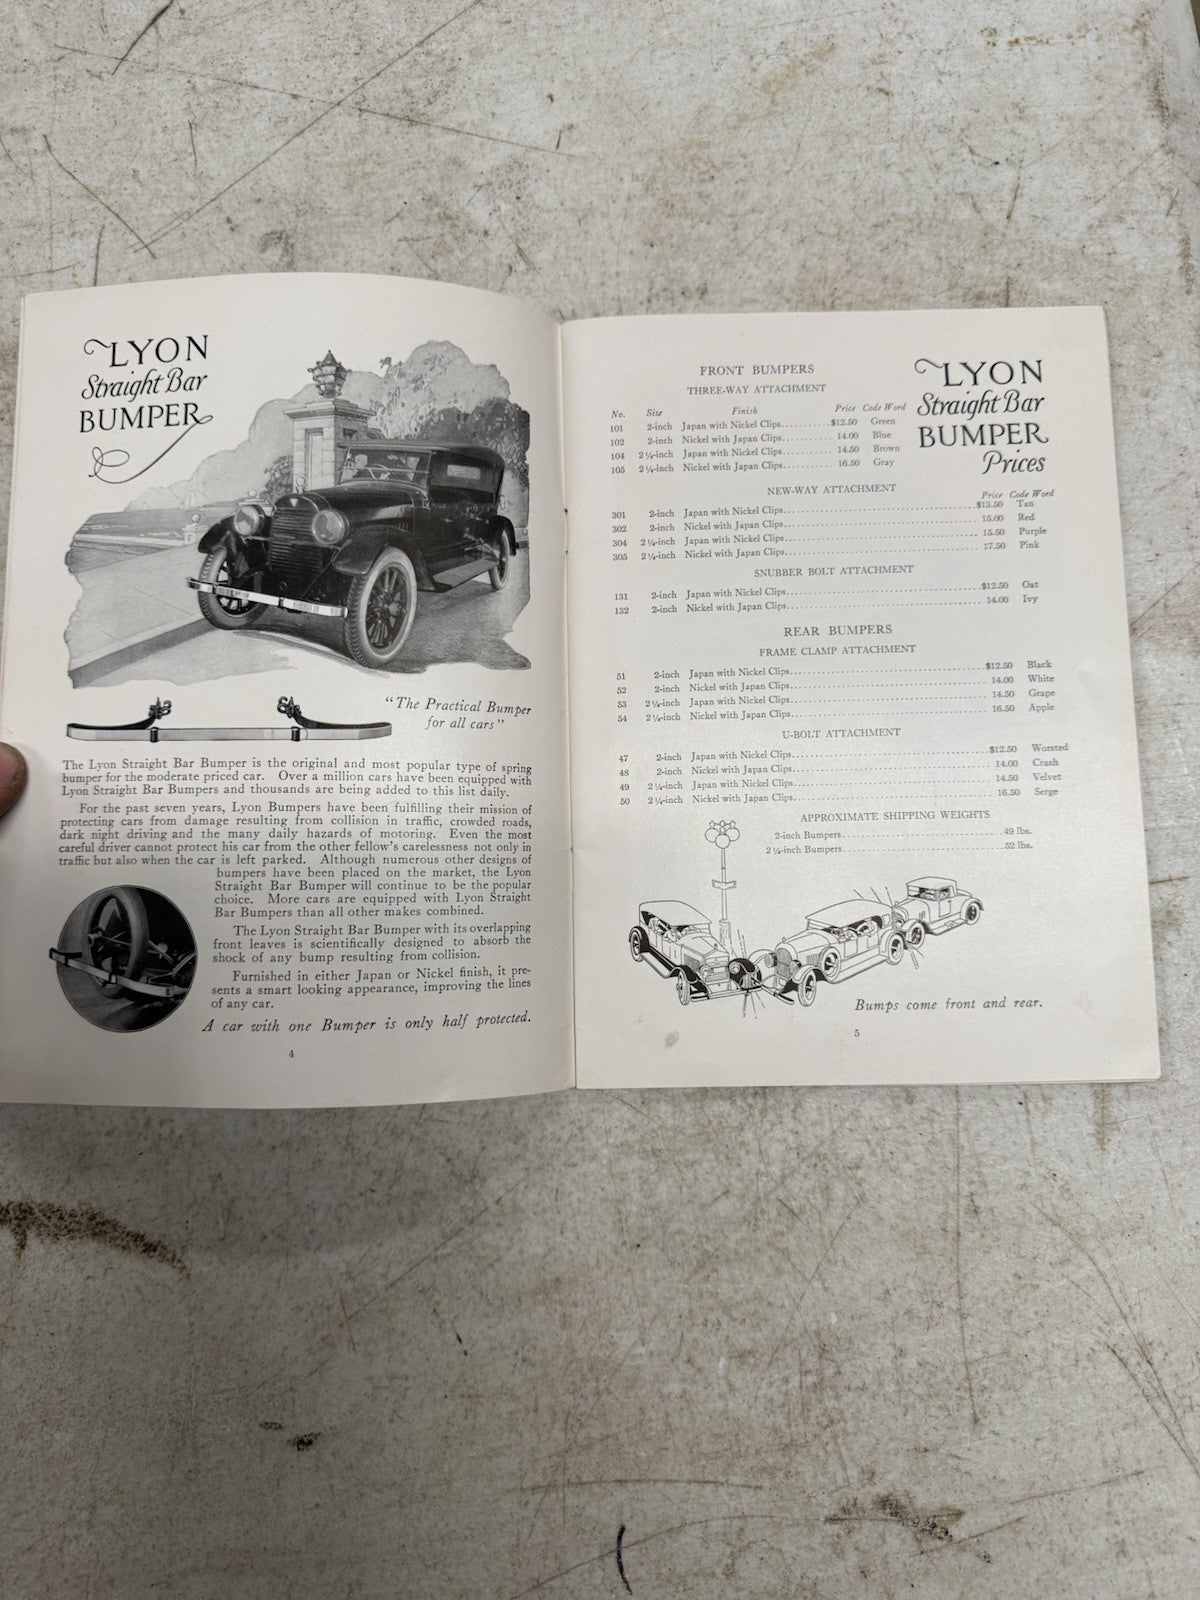 LYON
Straight Bar
BUMPER
"The Practical Bumper
for all cars"
The Lyon Straight Bar Bumper is the original and most popular type of spring
bumper for the moderate priced car. Over a million cars have been equipped with
Lyon Straight Bar Bumpers and thousands are being added to this list daily.
For the past seven years, Lyon Bumpers have been fulfilling their mission of
protecting cars from damage resulting from collision in traffic, crowded roads,
dark night driving and the many daily hazards of motoring. Even the most
careful driver cannot protect his car from the other fellow's carelessness not only in
traffic but also when the car is left parked. Although numerous other designs of
bumpers have been placed on the market, the Lyon
Straight Bar Bumper will continue to be the popular
choice. More cars are equipped with Lyon Straight
Bar Bumpers than all other makes combined.
The Lyon Straight Bar Bumper with its overlapping
front leaves is scientifically designed to absorb the
shock of any bump resulting from collision.
Furnished in either Japan or Nickel finish, it pre-
sents a smart looking appearance, improving the lines
of any car.
A car with one Bumper is only half protected.
4
LYON
Straight Bar
BUMPER
Prices
FRONT BUMPERS
THREE-WAY ATTACHMENT
No. Size Finish Price Code Word
101 2-inch Japan with Nickel Clips..........$12.50 Green
102 2-inch Nickel with Japan Clips.......... 14.00 Blue
104 2¼-inch Japan with Nickel Clips.......... 14.50 Brown
105 2¼-inch Nickel with Japan Clips.......... 16.50 Gray
NEW-WAY ATTACHMENT
Price Code Word
301 2-inch Japan with Nickel Clips..........$13.50 Tan
302 2-inch Nickel with Japan Clips.......... 15.00 Red
304 2¼-inch Japan with Nickel Clips.......... 15.50 Purple
305 2¼-inch Nickel with Japan Clips.......... 17.50 Pink
SNUBBER BOLT ATTACHMENT
131 2-inch Japan with Nickel Clips..........$12.50 Oat
132 2-inch Nickel with Japan Clips.......... 14.00 Ivy
REAR BUMPERS
FRAME CLAMP ATTACHMENT
51 2-inch Japan with Nickel Clips..........$12.50 Black
52 2-inch Nickel with Japan Clips.......... 14.00 White
53 2¼-inch Japan with Nickel Clips.......... 14.50 Grape
54 2¼-inch Nickel with Japan Clips.......... 16.50 Apple
U-BOLT ATTACHMENT
47 2-inch Japan with Nickel Clips..........$12.50 Worsted
48 2-inch Nickel with Japan Clips.......... 14.00 Crash
49 2¼-inch Japan with Nickel Clips.......... 14.50 Velvet
50 2¼-inch Nickel with Japan Clips.......... 16.50 Serge
APPROXIMATE SHIPPING WEIGHTS
2-inch Bumpers..........49 lbs.
2¼-inch Bumpers..........52 lbs.
Bumps come front and rear.
5